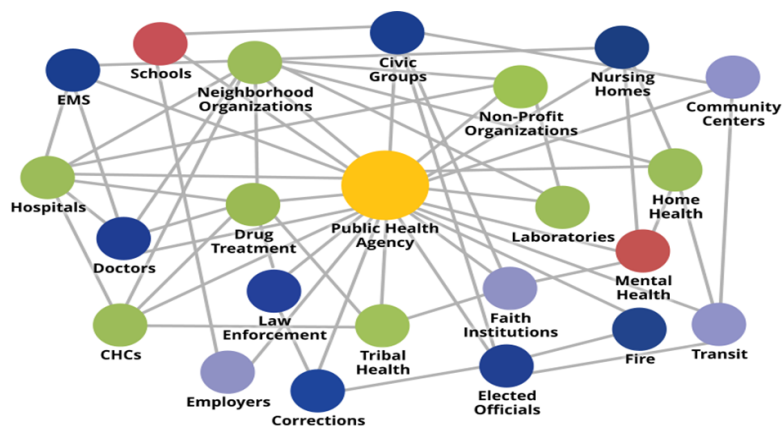 Schools
Civic
Groups
EMS
Neighborhood
Organizations
Nursing
Homes
Community
Centers
Non-Profit
Organizations
Hospitals
Public Health
Agency
Home
Health
Laboratories
Drug
Treatment
Doctors
Mental
Health
Law
Enforcement
Faith
Institutions
CHCs
Tribal
Health
Fire
Transit
Employers
Elected
Officials
Corrections